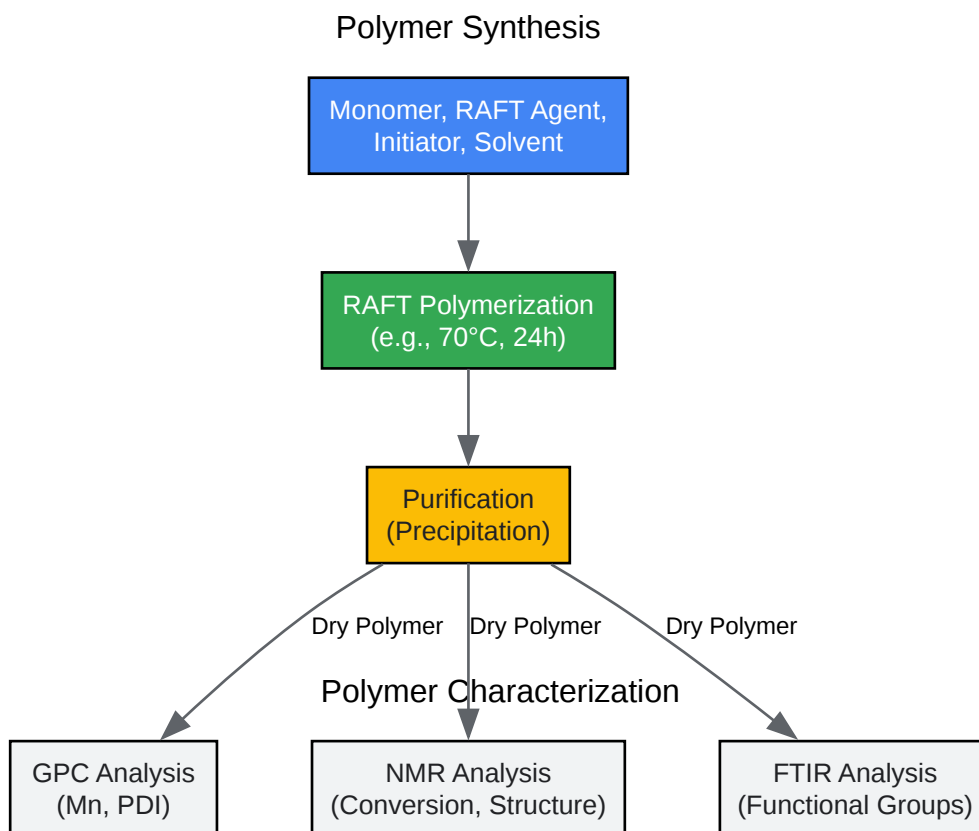 Polymer Synthesis
Monomer, RAFT Agent,
Initiator, Solvent
RAFT Polymerization
(e.g., 70°C, 24h)
Purification
(Precipitation)
Dry Polymer
Dry Polymer
Dry Polymer
Polymer Characterization
GPC Analysis
(Mn, PDI)
NMR Analysis
(Conversion, Structure)
FTIR Analysis
(Functional Groups)